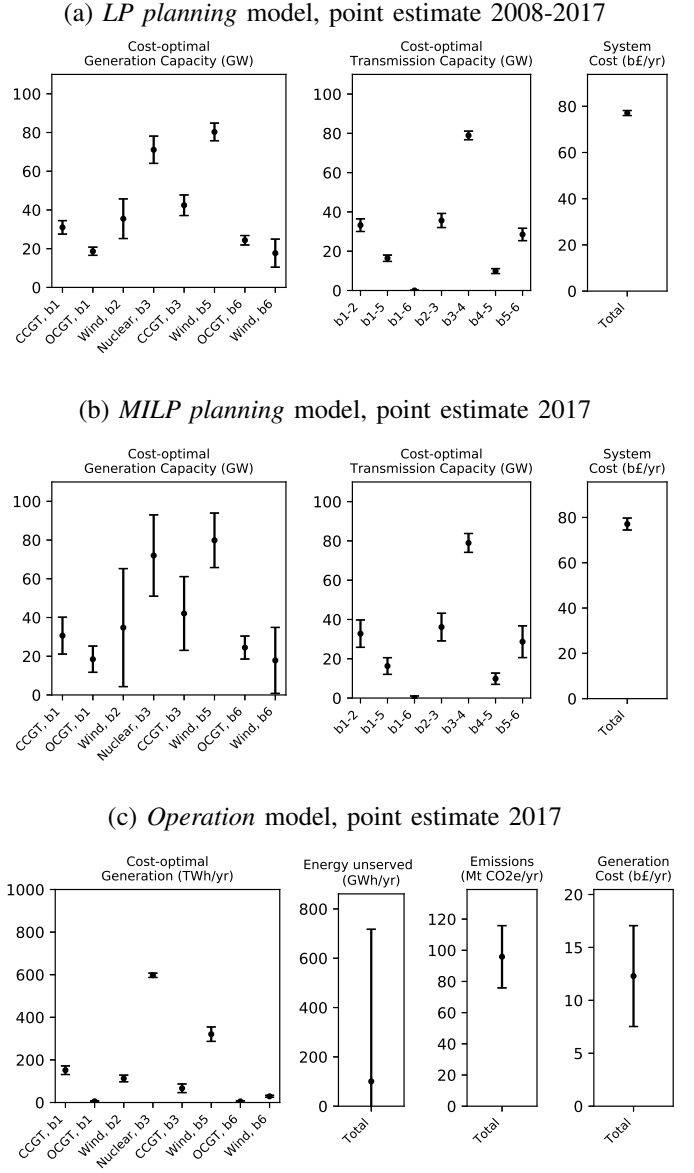 (a) LP planning model, point estimate 2008-2017
Cost-optimal
Generation Capacity (GW)
Cost-optimal
Transmission Capacity (GW)
System
Cost (b£/yr)
100
80
60
40
20
0
100
80
60
40
20
0
80
60
40
20
0
CCGT, b1
OCGT, b1
Wind, b2
Nuclear, b3
CCGT, b3
Wind, b5
OCGT, b6
Wind, b6
b1-2
b1-5
b1-6
b2-3
b3-4
b4-5
b5-6
Total
(b) MILP planning model, point estimate 2017
Cost-optimal
Generation Capacity (GW)
Cost-optimal
Transmission Capacity (GW)
System
Cost (b£/yr)
100
80
60
40
20
0
100
80
60
40
20
0
80
60
40
20
0
CCGT, b1
OCGT, b1
Wind, b2
Nuclear, b3
CCGT, b3
Wind, b5
OCGT, b6
Wind, b6
b1-2
b1-5
b1-6
b2-3
b3-4
b4-5
b5-6
Total
(c) Operation model, point estimate 2017
Cost-optimal
Generation (TWh/yr)
Energy unserved
(GWh/yr)
Emissions
(Mt CO2e/yr)
Generation
Cost (b£/yr)
1000
800
600
400
200
0
800
600
400
200
0
120
100
80
60
40
20
0
20
15
10
5
0
CCGT, b1
OCGT, b1
Wind, b2
Nuclear, b3
CCGT, b3
Wind, b5
OCGT, b6
Wind, b6
Total
Total
Total